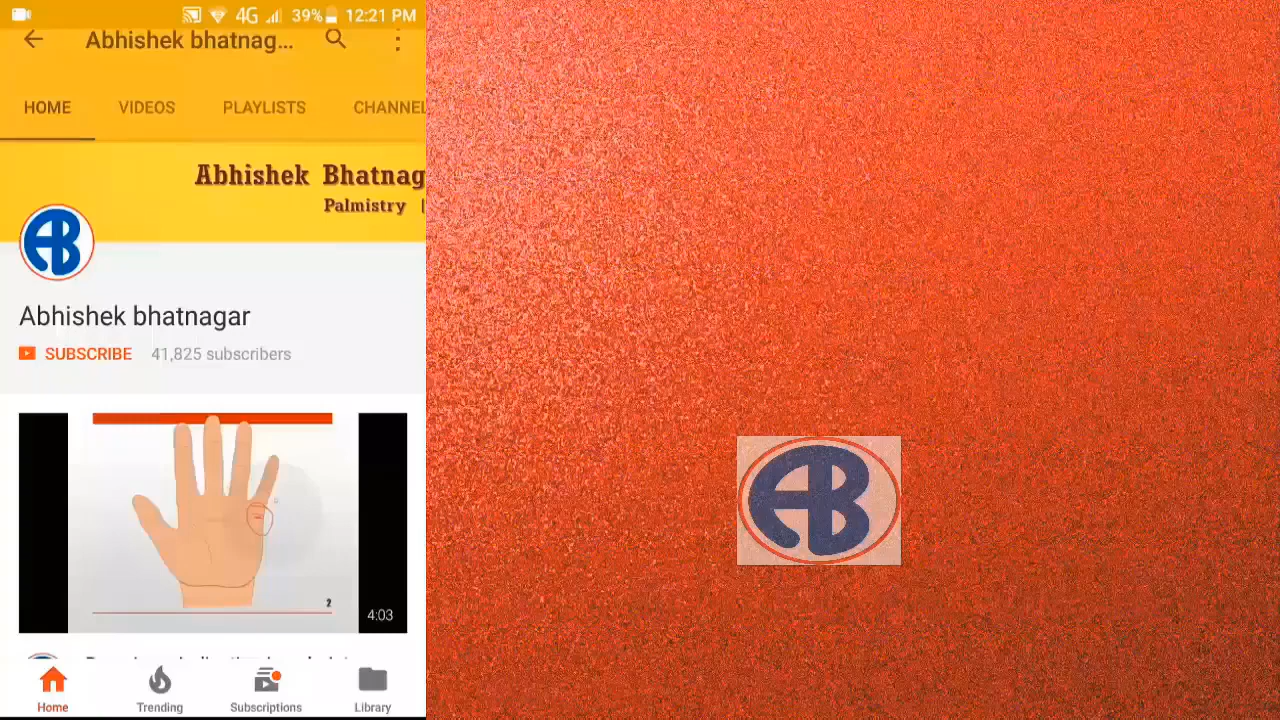 4G 39% 12:21 PM
Abhishek bhatnag...
HOME VIDEOS PLAYLISTS CHANNEL
Abhishek Bhatnag
Palmistry
AB
Abhishek bhatnagar
SUBSCRIBE 41,825 subscribers
2
4:03
Home Trending Subscriptions Library
AB